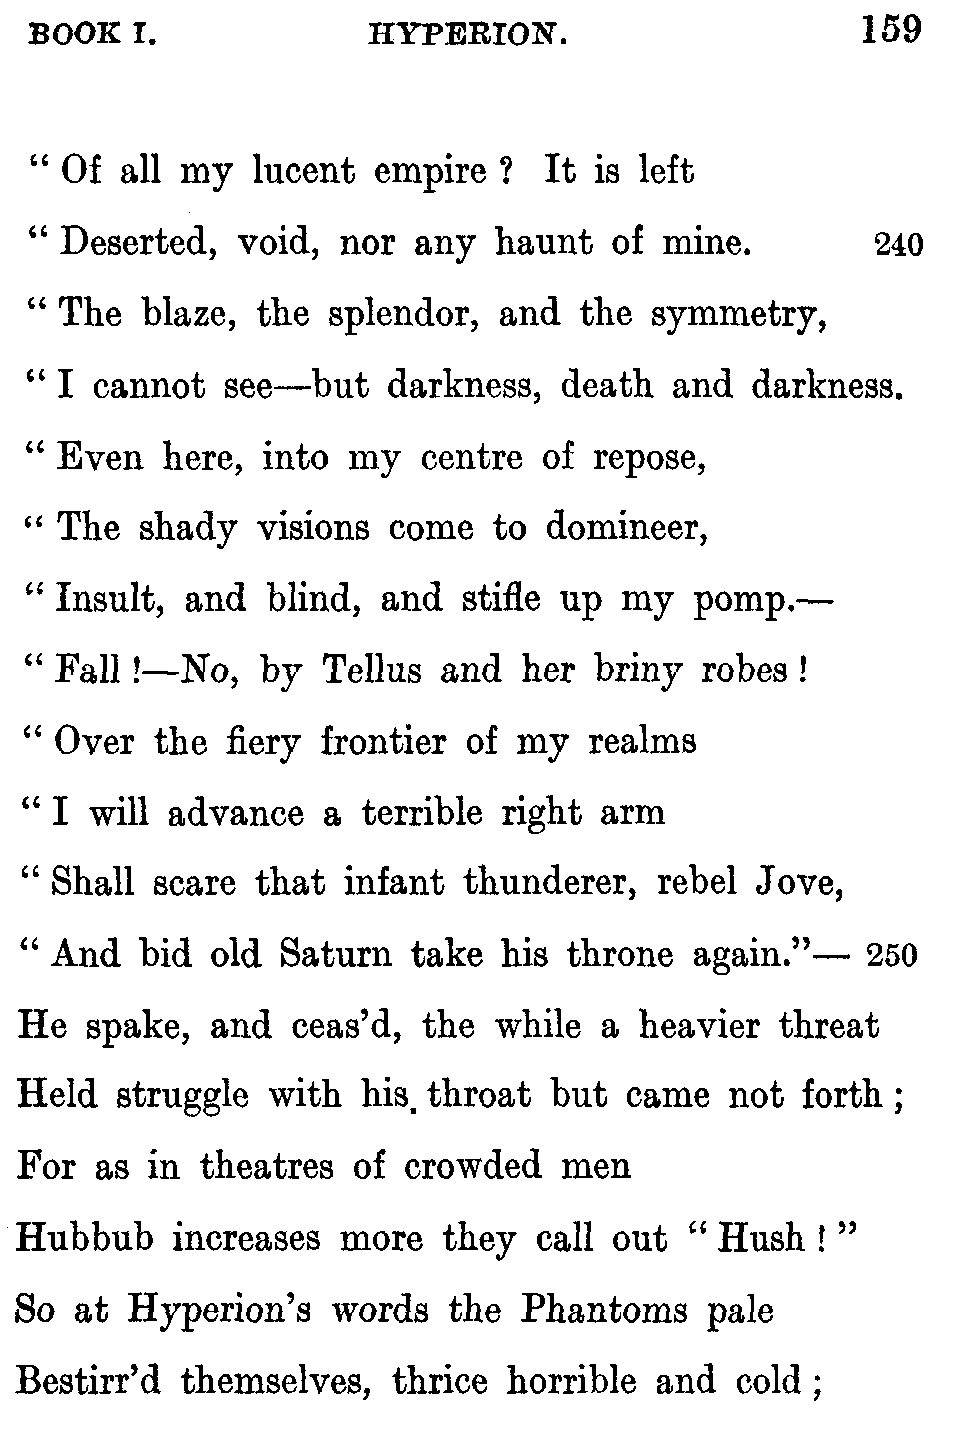 BOOK I. HYPERION. 159
“ Of all my lucent empire ? It is left
“ Deserted, void, nor any haunt of mine. 240
“ The blaze, the splendor, and the symmetry,
“ I cannot see—but darkness, death and darkness.
“ Even here, into my centre of repose,
“ The shady visions come to domineer,
“ Insult, and blind, and stifle up my pomp.—
“ Fall !—No, by Tellus and her briny robes !
“ Over the fiery frontier of my realms
“ I will advance a terrible right arm
“ Shall scare that infant thunderer, rebel Jove,
“ And bid old Saturn take his throne again.”— 250
He spake, and ceas’d, the while a heavier threat
Held struggle with his. throat but came not forth ;
For as in theatres of crowded men
Hubbub increases more they call out “ Hush ! ”
So at Hyperion’s words the Phantoms pale
Bestirr’d themselves, thrice horrible and cold ;